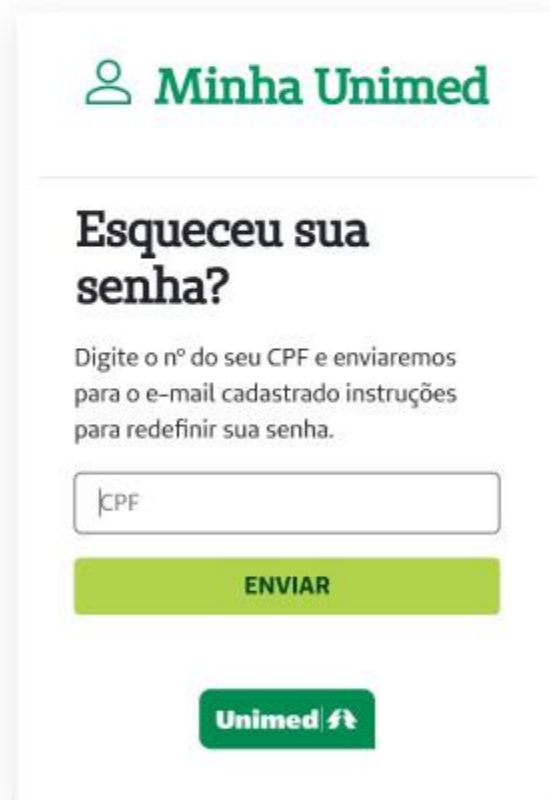 Minha Unimed
Esqueceu sua
senha?
Digite o nº do seu CPF e enviaremos
para o e-mail cadastrado instruções
para redefinir sua senha.
CPF
ENVIAR
Unimed